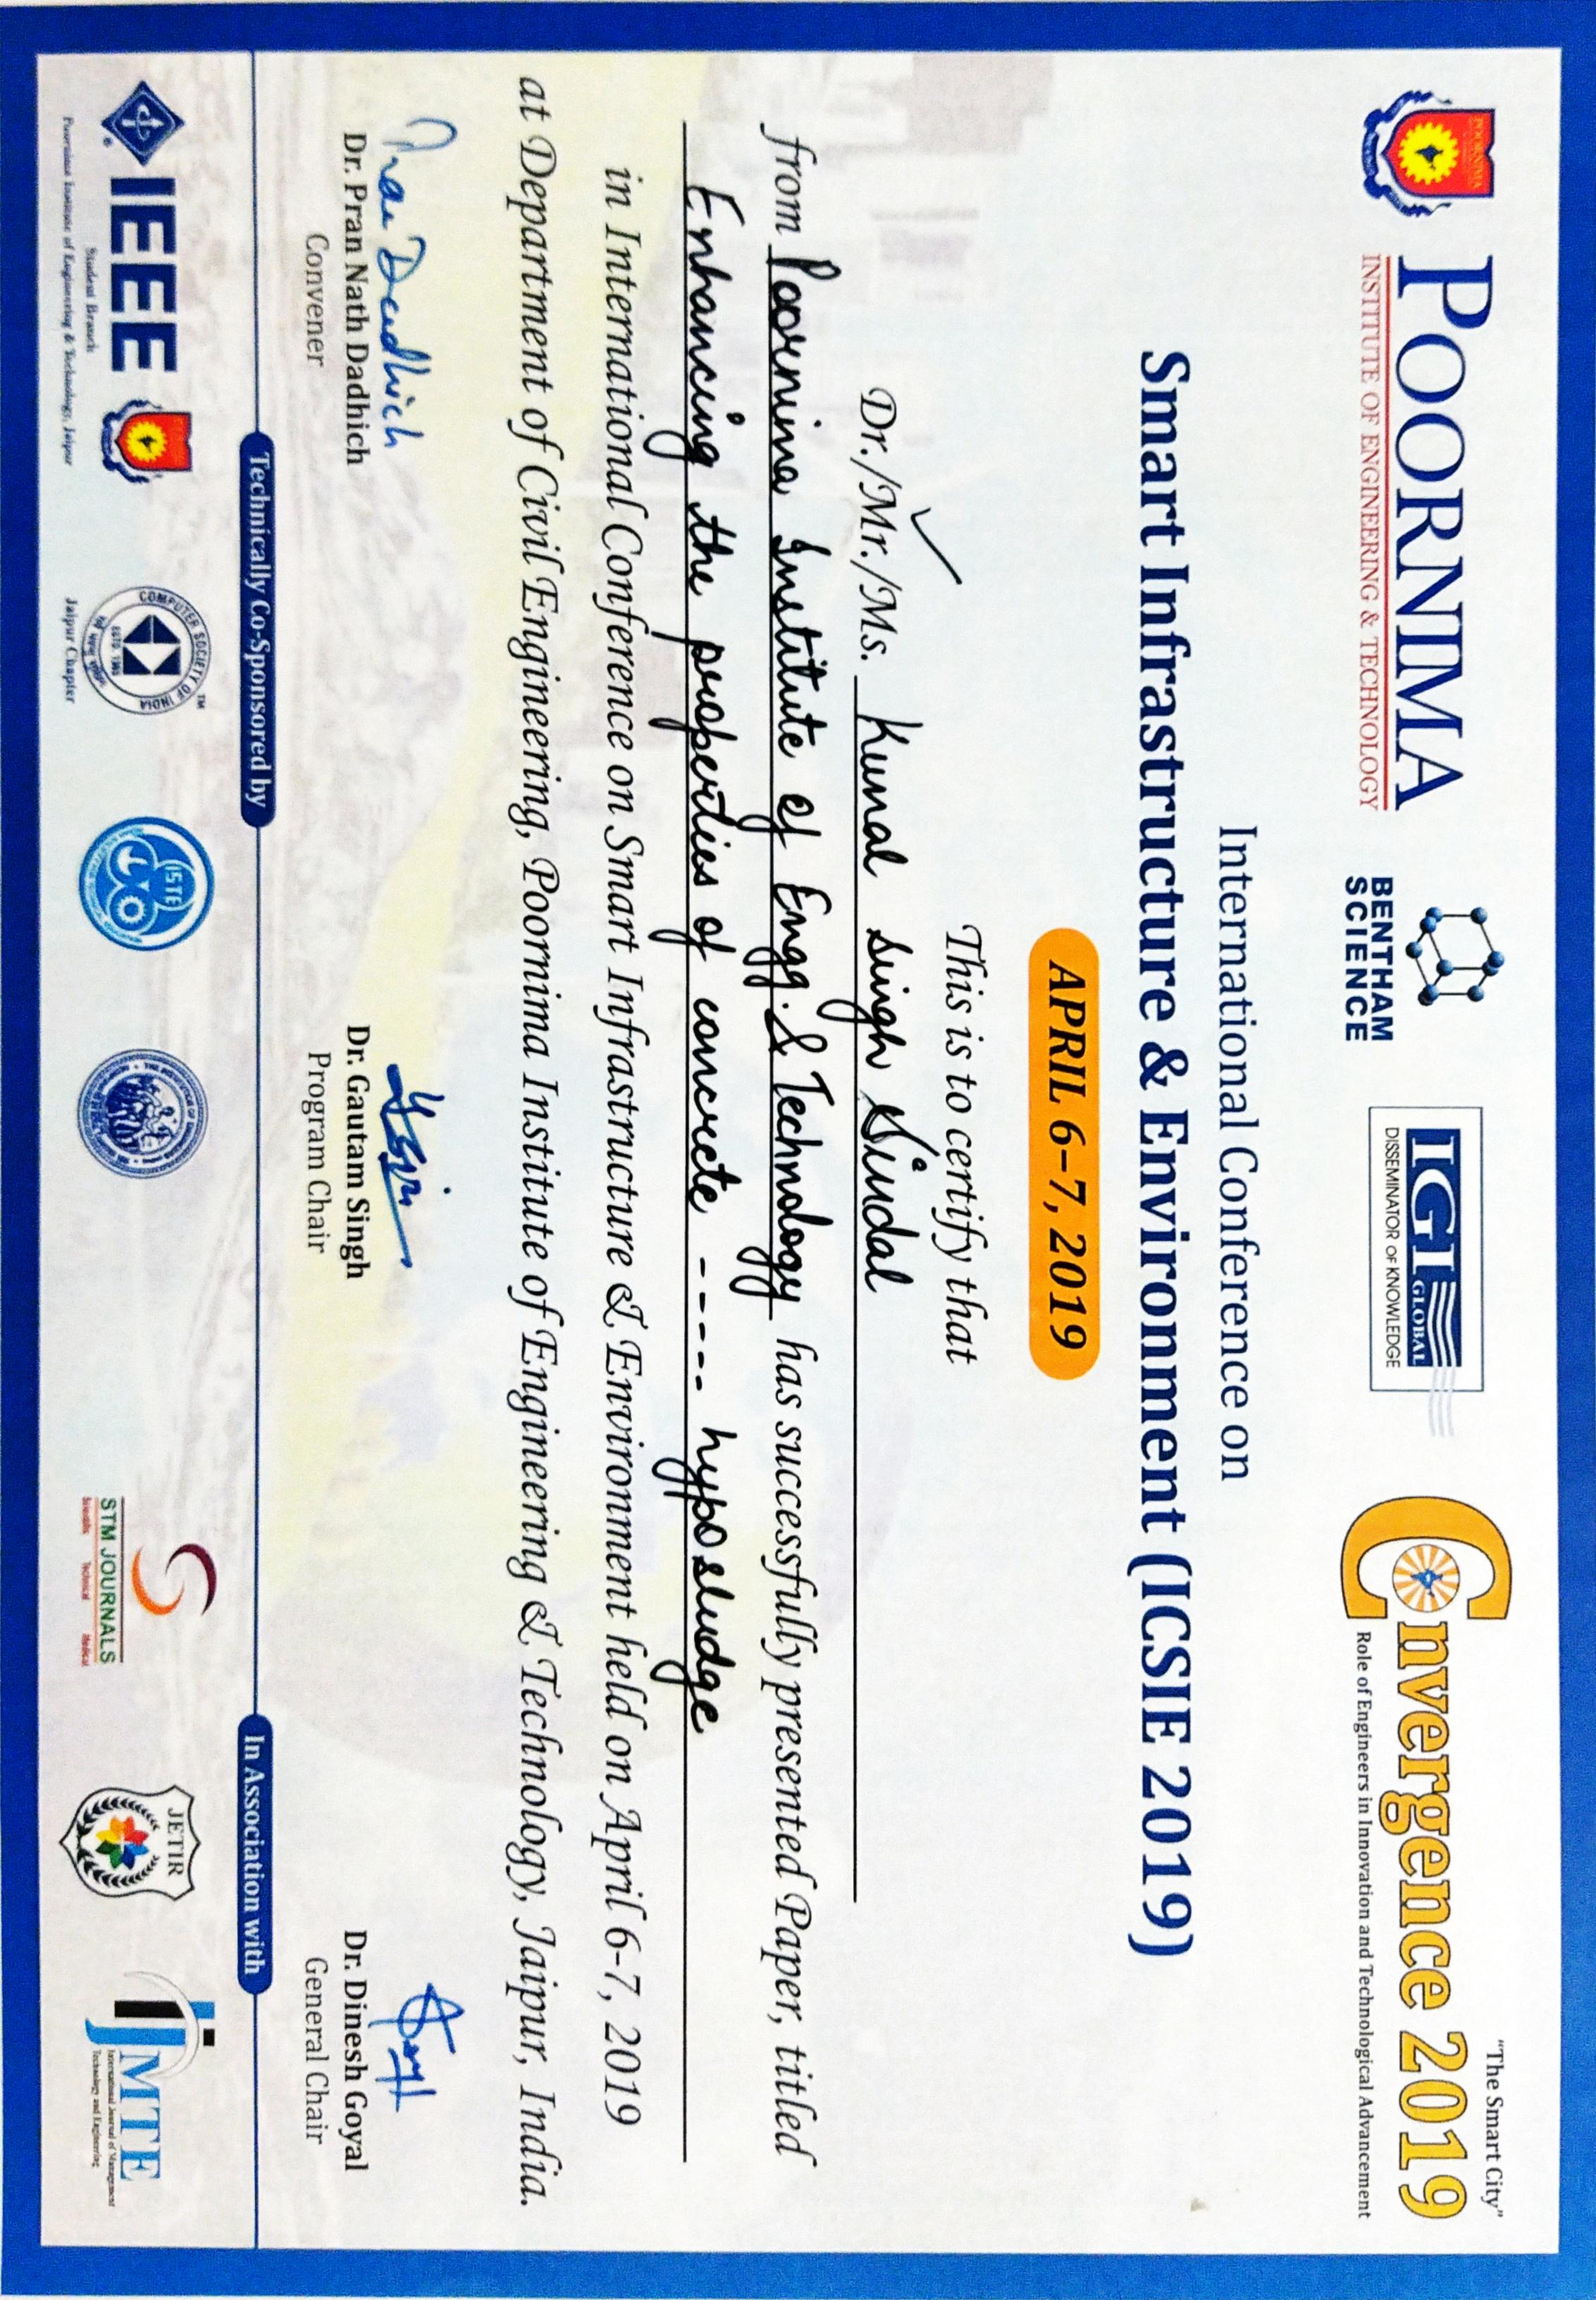 POORNIMA
INSTITUTE OF ENGINEERING & TECHNOLOGY
BENTHAM
SCIENCE
IGI GLOBAL
DISSEMINATOR OF KNOWLEDGE
"The Smart City"
Convergence 2019
Role of Engineers in Innovation and Technological Advancement
International Conference on
Smart Infrastructure & Environment (ICSIE 2019)
APRIL 6–7, 2019
This is to certify that
Dr./Mr./Ms. Kunal Singh
from Poornima Institute of Engg. & Technology has successfully presented Paper, titled
Enhancing the properties of concrete ----- hyposludge
in International Conference on Smart Infrastructure & Environment held on April 6-7, 2019
at Department of Civil Engineering, Poornima Institute of Engineering & Technology, Jaipur, India.
Dr. Pran Nath Dadhich
Convener
Dr. Gautam Singh
Program Chair
Dr. Dinesh Goyal
General Chair
Technically Co-Sponsored by
In Association with
IEEE
Student Branch
Poornima Institute of Engineering & Technology, Jaipur
COMPUTER SOCIETY OF INDIA
TM
ESTD. 1965
Jaipur Chapter
ISTE
STM JOURNALS
Scientific Technical Medical
JETIR
IJMTE
International Journal of Management
Technology and Engineering